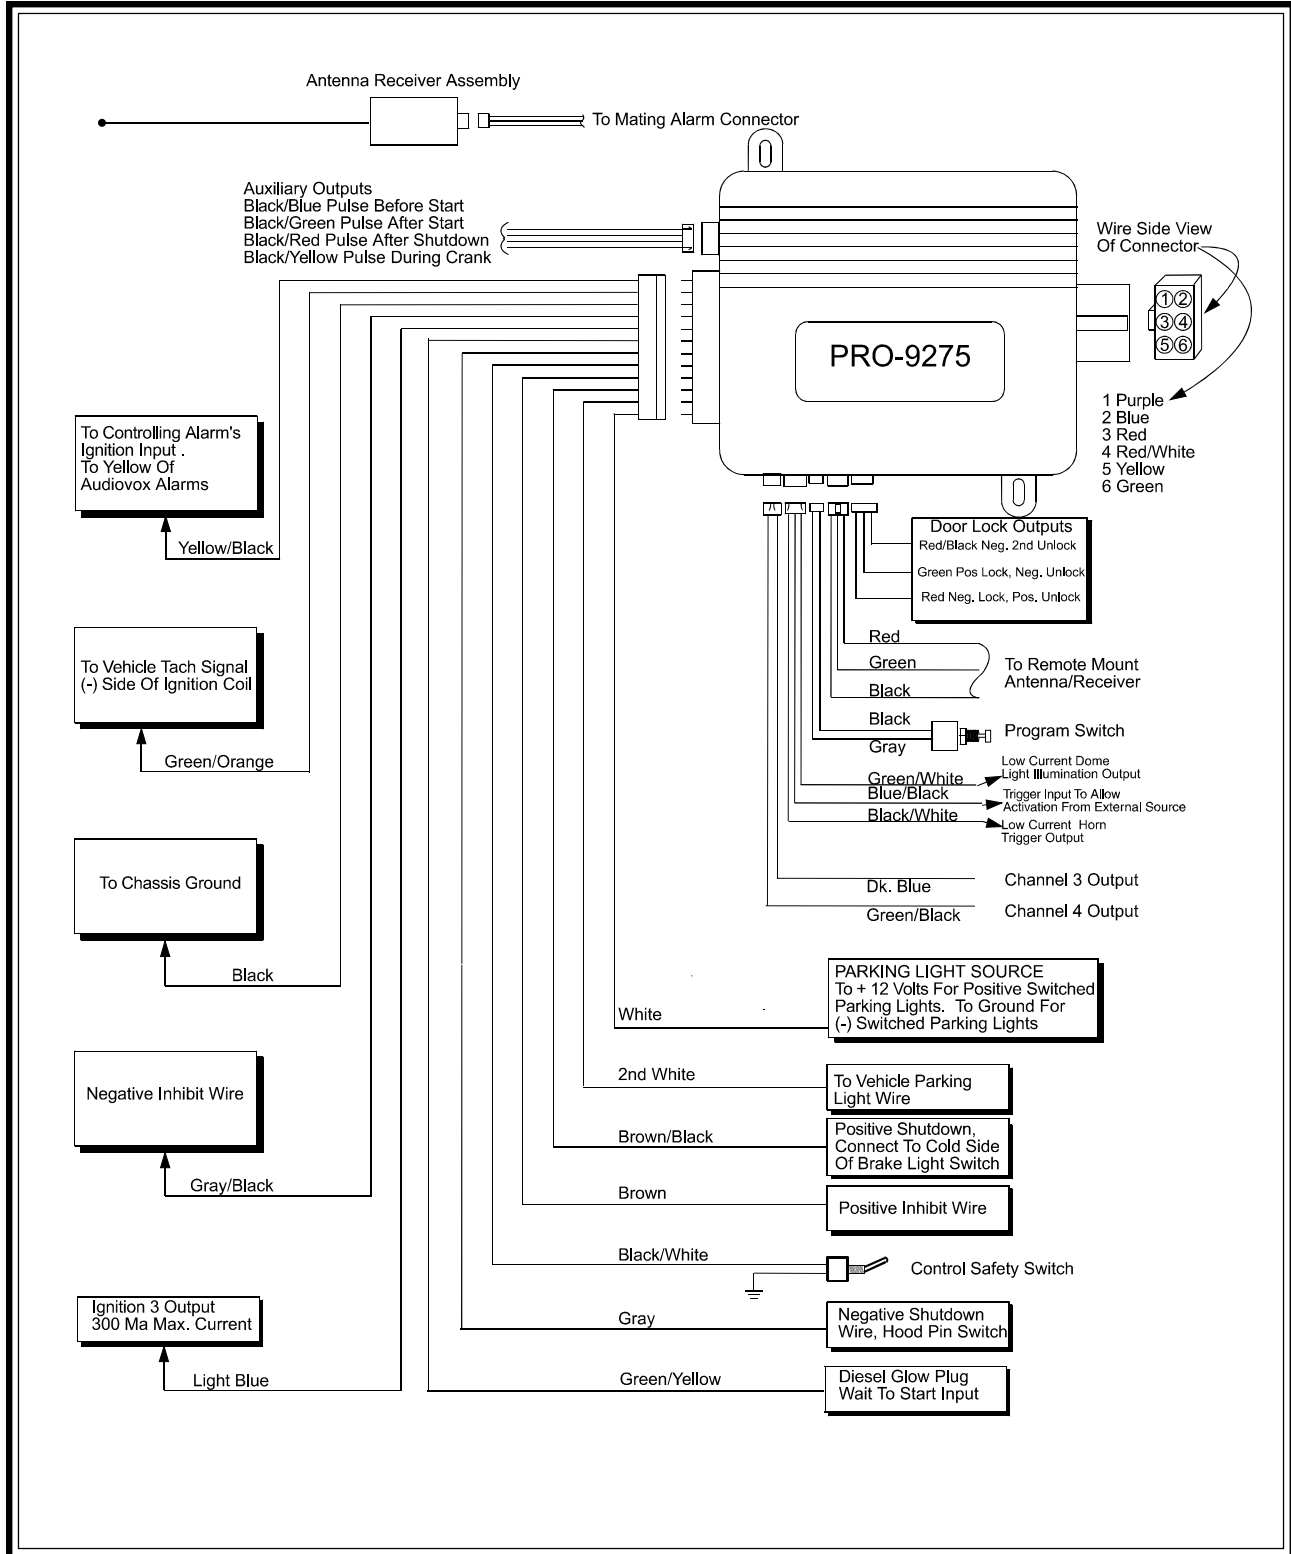 Antenna Receiver Assembly
To Mating Alarm Connector
Auxiliary Outputs
Black/Blue Pulse Before Start
Black/Green Pulse After Start
Black/Red Pulse After Shutdown
Black/Yellow Pulse During Crank
Wire Side View
Of Connector
1 2
3 4
5 6
PRO-9275
1 Purple
2 Blue
3 Red
4 Red/White
5 Yellow
6 Green
To Controlling Alarm's
Ignition Input .
To Yellow Of
Audiovox Alarms
Yellow/Black
Door Lock Outputs
Red/Black Neg. 2nd Unlock
Green Pos Lock, Neg. Unlock
Red Neg. Lock, Pos. Unlock
To Vehicle Tach Signal
(-) Side Of Ignition Coil
Green/Orange
Red
Green
Black
To Remote Mount
Antenna/Receiver
Black
Gray
Program Switch
Green/White
Low Current Dome
Light Illumination Output
Blue/Black
Trigger Input To Allow
Activation From External Source
Black/White
Low Current Horn
Trigger Output
Dk. Blue
Channel 3 Output
Green/Black
Channel 4 Output
To Chassis Ground
Black
White
PARKING LIGHT SOURCE
To + 12 Volts For Positive Switched
Parking Lights. To Ground For
(-) Switched Parking Lights
Negative Inhibit Wire
Gray/Black
2nd White
To Vehicle Parking
Light Wire
Brown/Black
Positive Shutdown,
Connect To Cold Side
Of Brake Light Switch
Brown
Positive Inhibit Wire
Black/White
Control Safety Switch
Ignition 3 Output
300 Ma Max. Current
Light Blue
Gray
Negative Shutdown
Wire, Hood Pin Switch
Green/Yellow
Diesel Glow Plug
Wait To Start Input